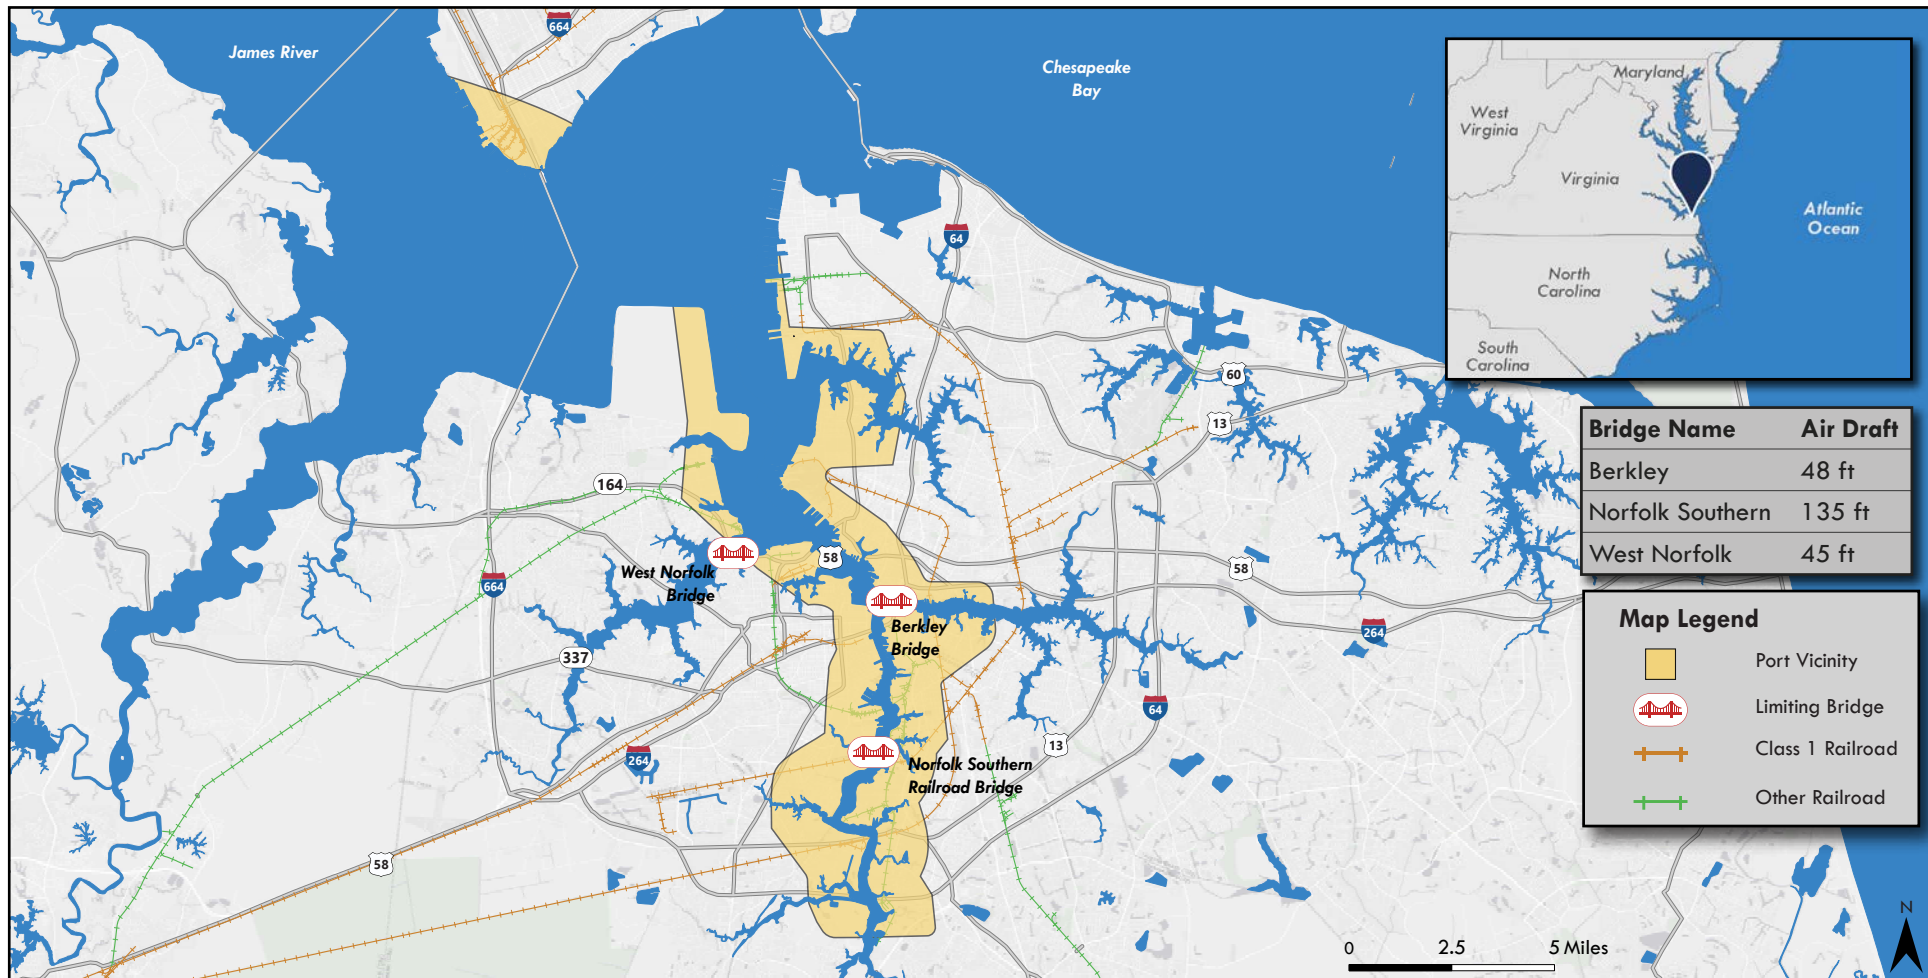 664
James River
Chesapeake
Bay
Maryland
West
Virginia
Virginia
Atlantic
Ocean
North
Carolina
South
Carolina
64
60
13
164
58
58
664
West Norfolk
Bridge
Berkley
Bridge
264
337
64
13
264
Norfolk Southern
Railroad Bridge
58
Bridge Name Air Draft
Berkley 48 ft
Norfolk Southern 135 ft
West Norfolk 45 ft
Map Legend
Port Vicinity
Limiting Bridge
Class 1 Railroad
Other Railroad
0 2.5 5 Miles
N